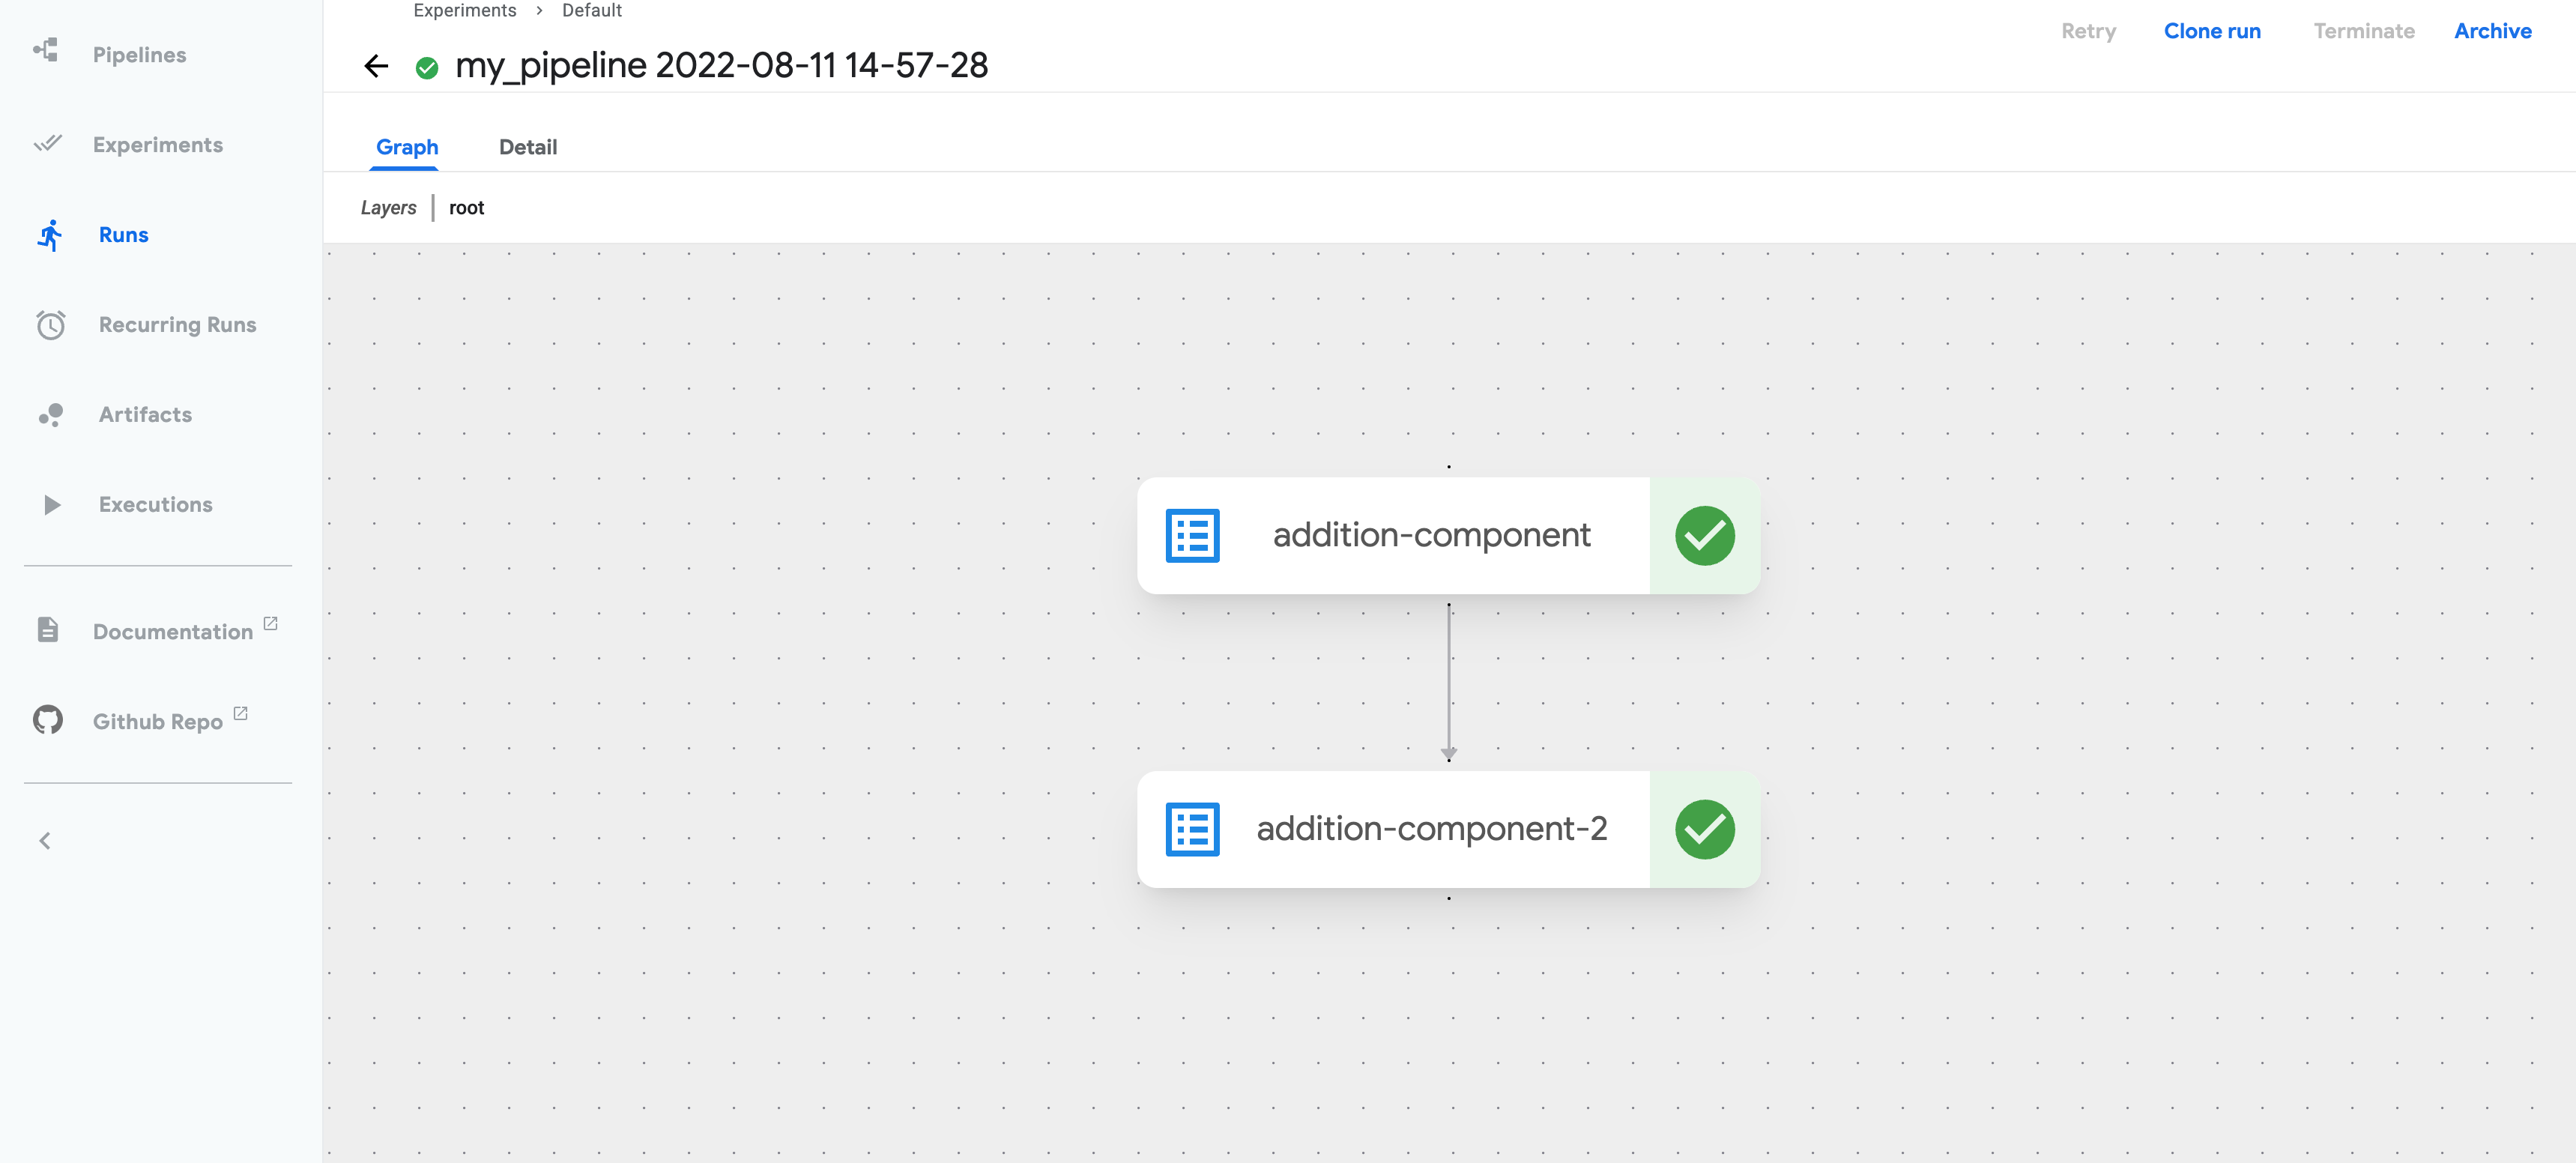 Pipelines
Experiments
Runs
Recurring Runs
Artifacts
Executions
Documentation
Github Repo
Experiments > Default
my_pipeline 2022-08-11 14-57-28
Retry Clone run Terminate Archive
Graph Detail
Layers root
addition-component
addition-component-2